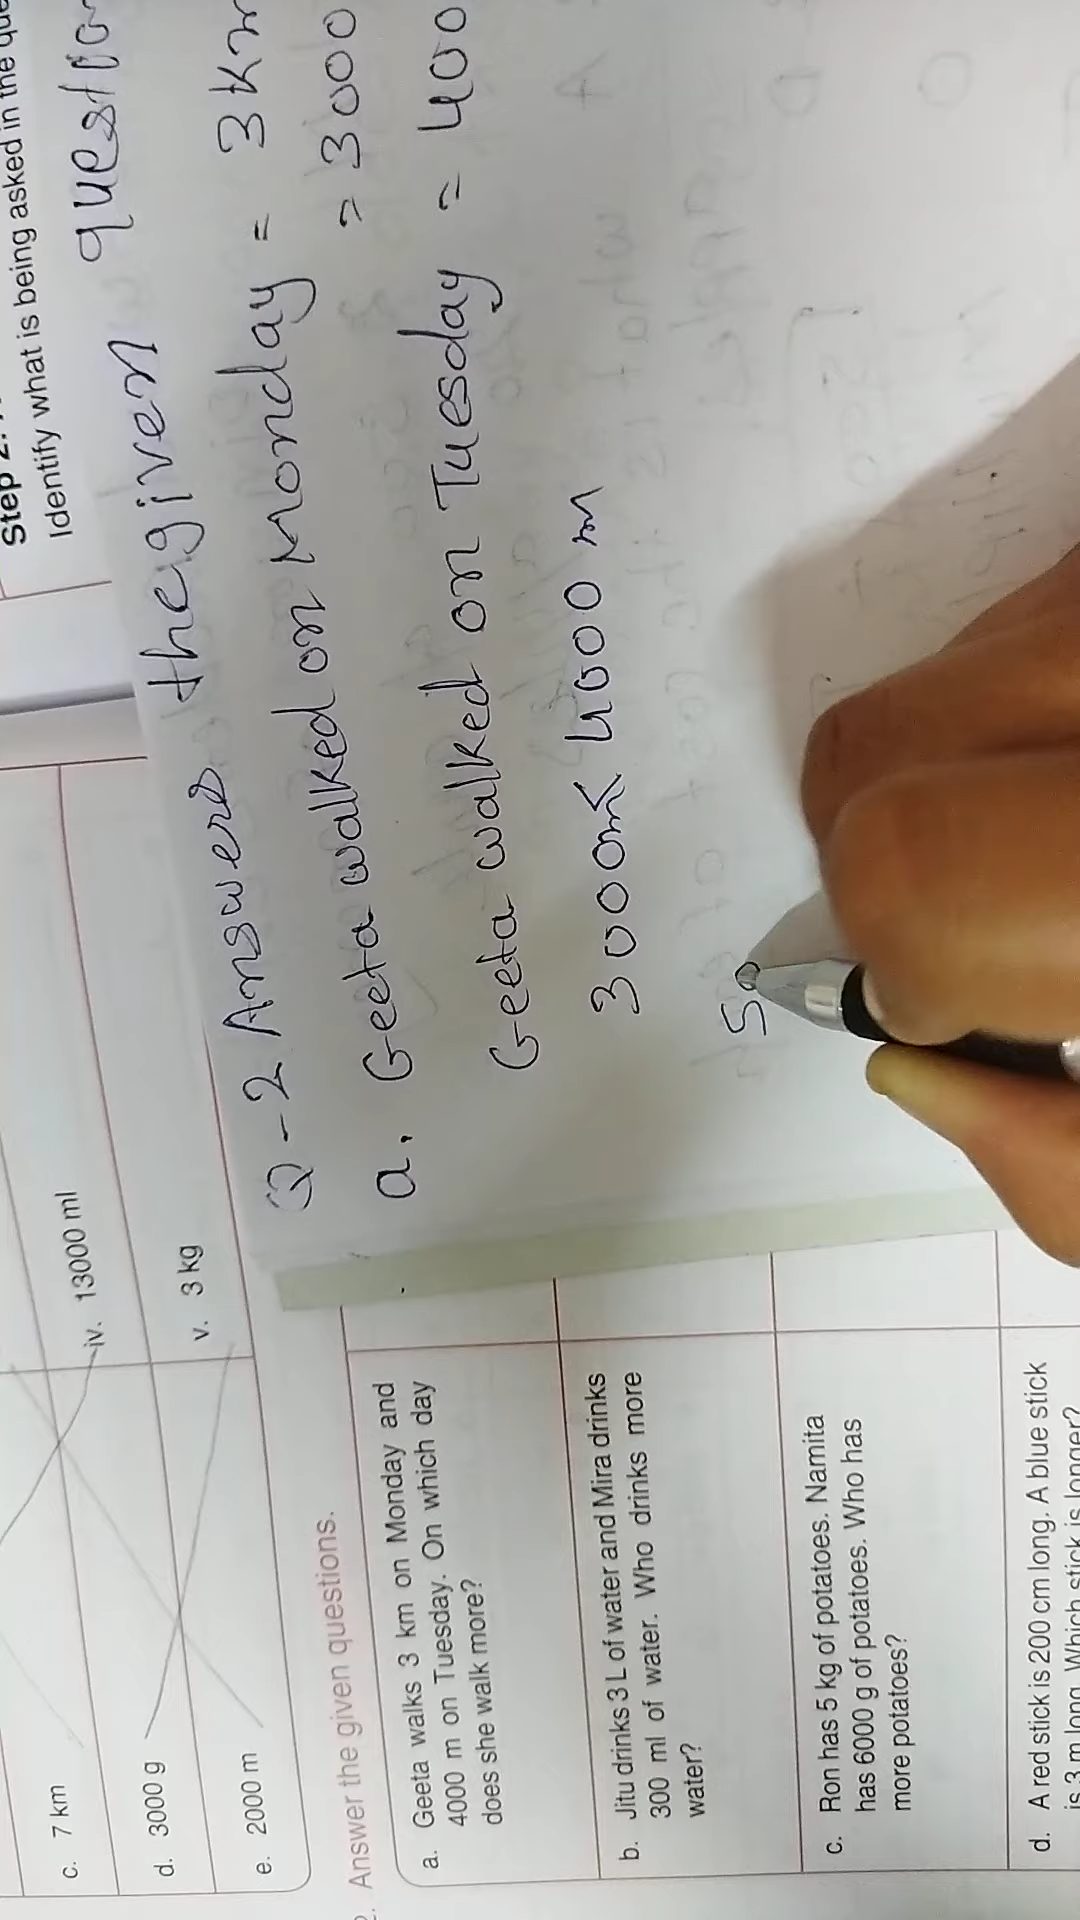 Identify what is being asked in the
c. 7 km
iv. 13000 ml
d. 3000 g
v. 3 kg
e. 2000 m
Answer the given questions.
a. Geeta walks 3 km on Monday and
4000 m on Tuesday. On which day
does she walk more?
b. Jitu drinks 3 L of water and Mira drinks
300 ml of water. Who drinks more
water?
c. Ron has 5 kg of potatoes. Namita
has 6000 g of potatoes. Who has
more potatoes?
d. A red stick is 200 cm long. A blue stick
is 3 m long. Which stick is longer?
Q-2 Answers the given question
a. Geeta walked on Monday = 3km
= 3000
Geeta walked on Tuesday = 400
3000m < 4000 m
So